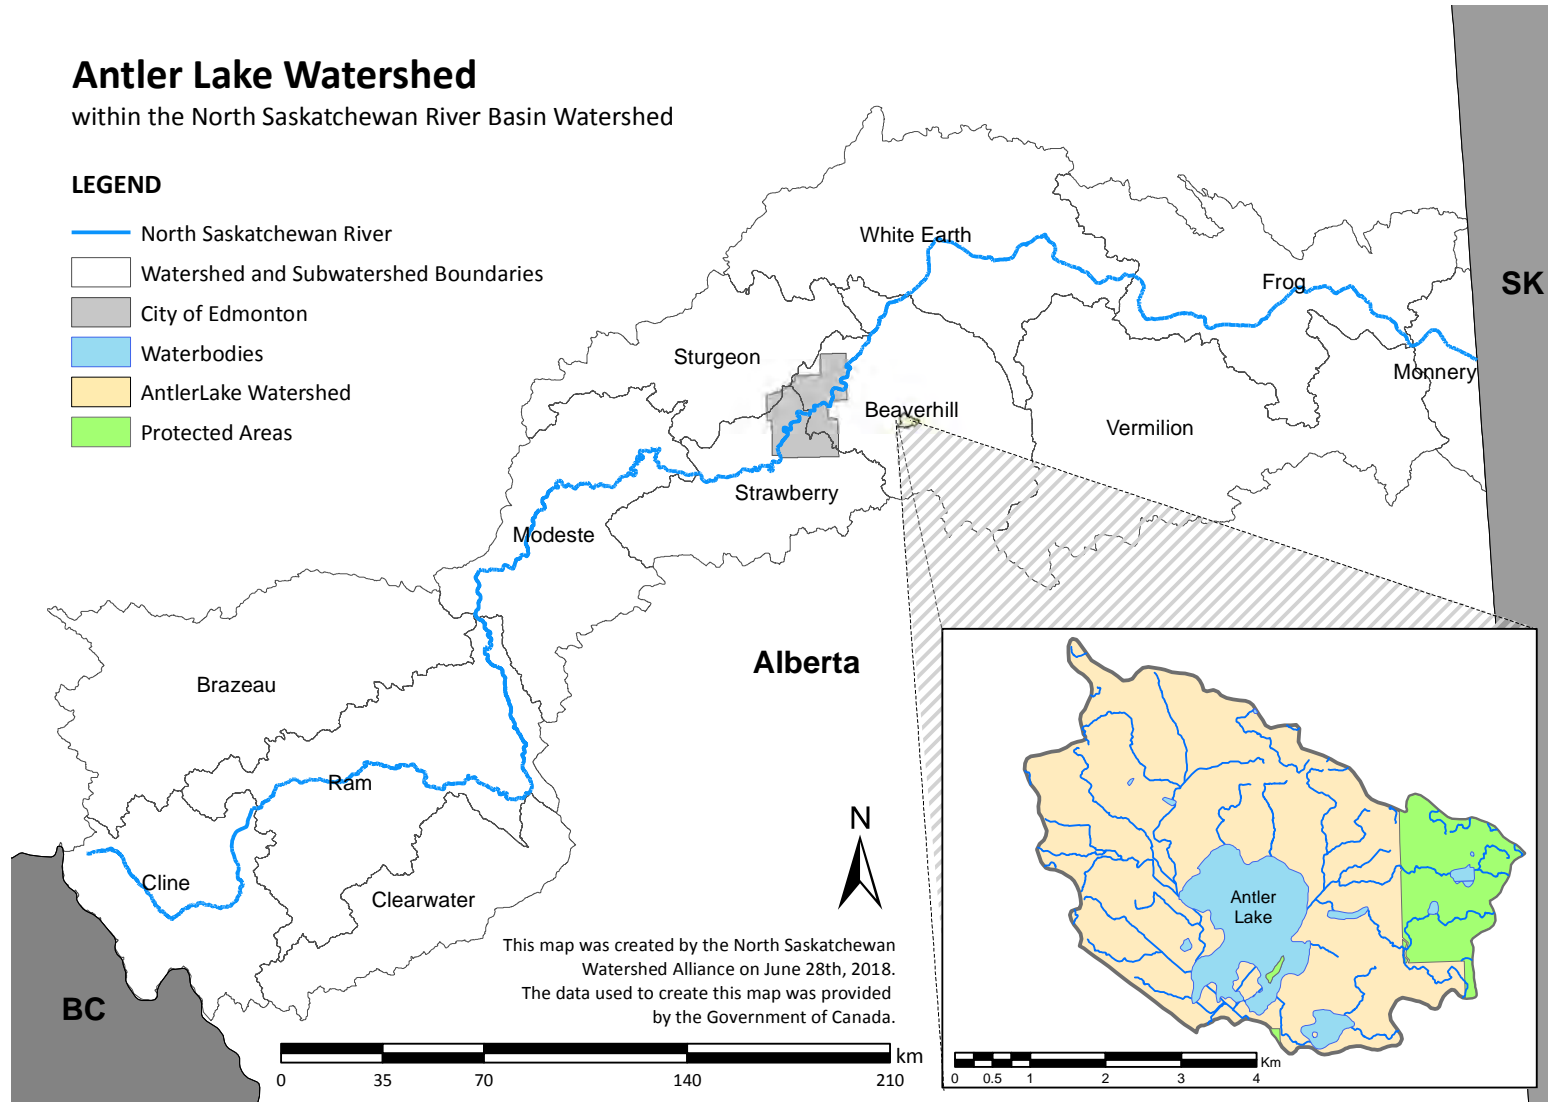 Antler Lake Watershed
within the North Saskatchewan River Basin Watershed
LEGEND
North Saskatchewan River
Watershed and Subwatershed Boundaries
City of Edmonton
Waterbodies
AntlerLake Watershed
Protected Areas
White Earth
Frog
SK
Sturgeon
Monnery
Beaverhill
Vermilion
Strawberry
Modeste
Alberta
Brazeau
Ram
N
Cline
Clearwater
Antler
Lake
This map was created by the North Saskatchewan
Watershed Alliance on June 28th, 2018.
The data used to create this map was provided
by the Government of Canada.
BC
km
0 35 70 140 210
Km
0 0.5 1 2 3 4